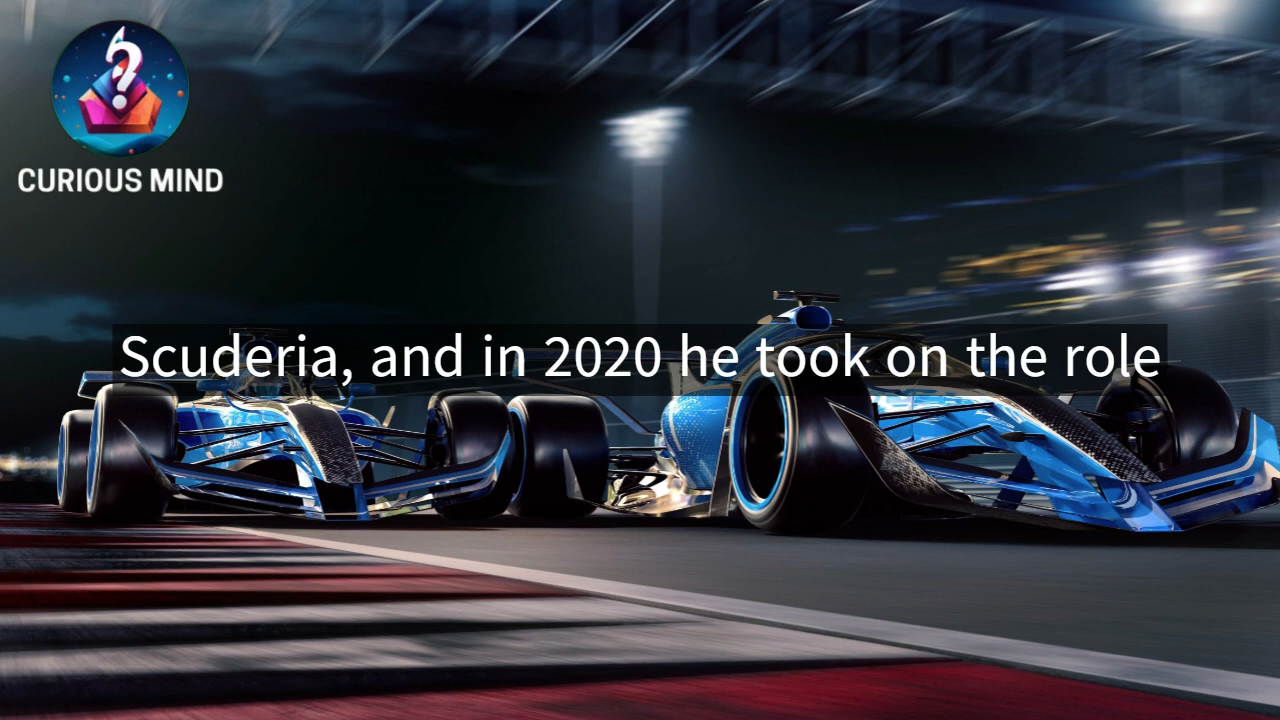 CURIOUS MIND
Scuderia, and in 2020 he took on the role